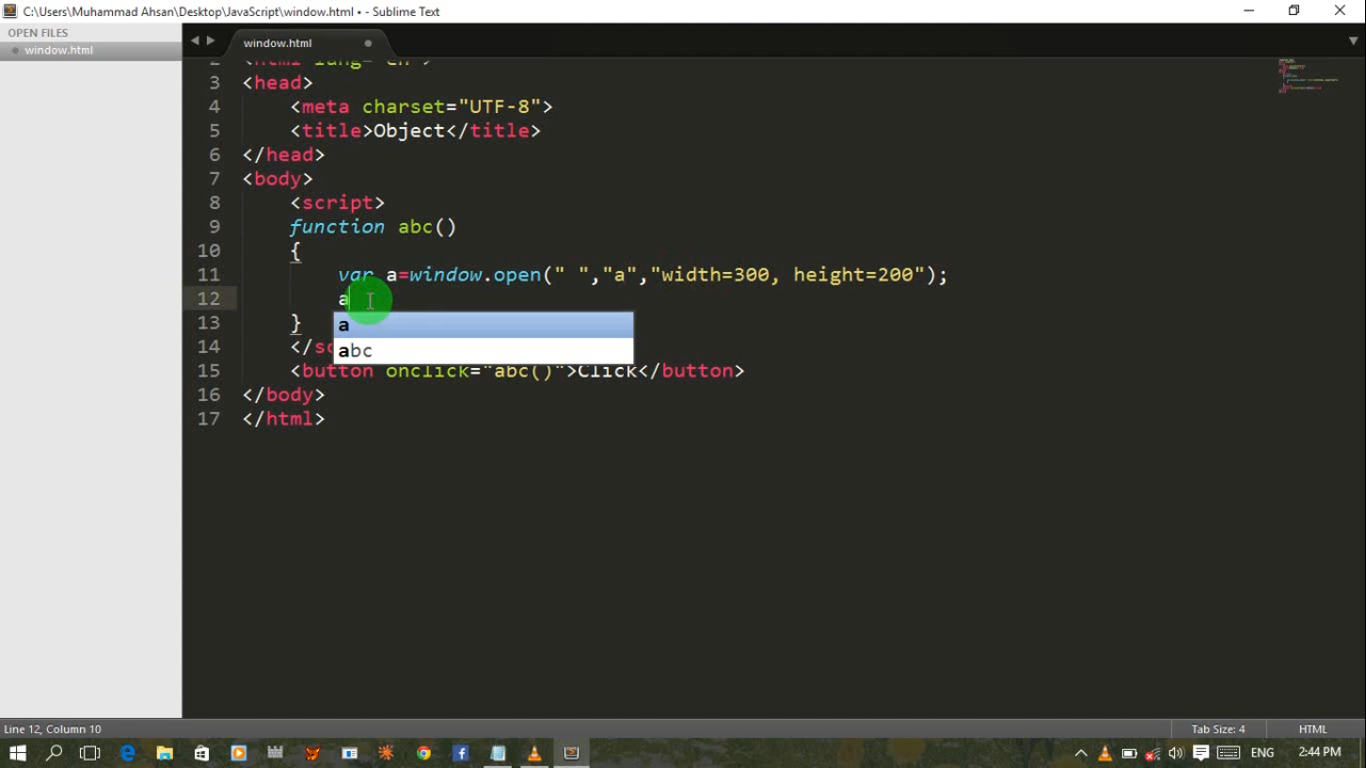 C:\Users\Muhammad Ahsan\Desktop\JavaScript\window.html • - Sublime Text
OPEN FILES
window.html
window.html
3 <head>
4 <meta charset="UTF-8">
5 <title>Object</title>
6 </head>
7 <body>
8 <script>
9 function abc()
10 {
11 var a=window.open(" ","a","width=300, height=200");
12 a
a
13 }
abc
14 </sc
15 <button onclick="abc()">Click</button>
16 </body>
17 </html>
Line 12, Column 10
Tab Size: 4
HTML
ENG
2:44 PM